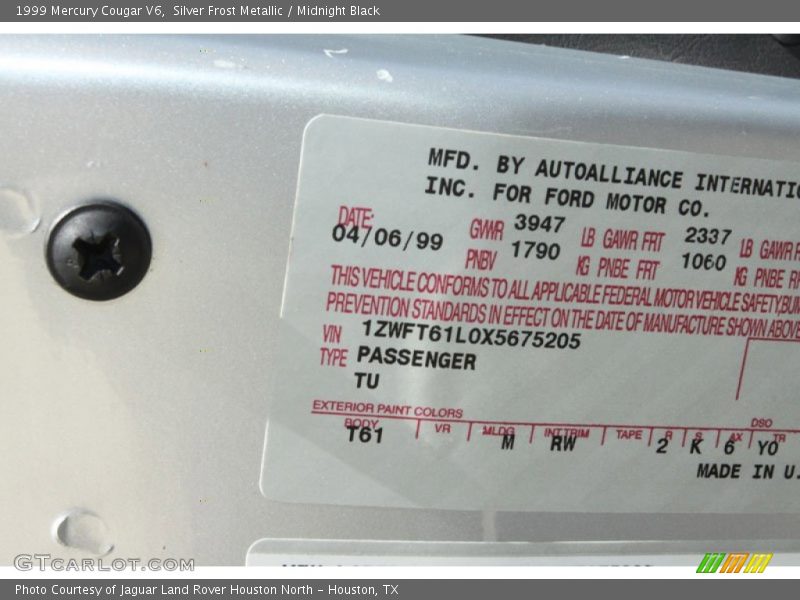 1999 Mercury Cougar V6, Silver Frost Metallic / Midnight Black
MFD. BY AUTOALLIANCE INTERNATIO
INC. FOR FORD MOTOR CO.
DATE: GWR 3947 LB GAWR FRT 2337 LB GAWR R
04/06/99 PNBV 1790 KG PNBE FRT 1060 KG PNBE RR
THIS VEHICLE CONFORMS TO ALL APPLICABLE FEDERAL MOTOR VEHICLE SAFETY,BUM
PREVENTION STANDARDS IN EFFECT ON THE DATE OF MANUFACTURE SHOWN ABOVE
VIN 1ZWFT61L0X5675205
TYPE PASSENGER
TU
EXTERIOR PAINT COLORS DSO
BODY VR MLDG INT TRIM TAPE R S AX TR
T61 M RW 2 K 6 Y0
MADE IN U.
GTCARLOT.COM
Photo Courtesy of Jaguar Land Rover Houston North - Houston, TX